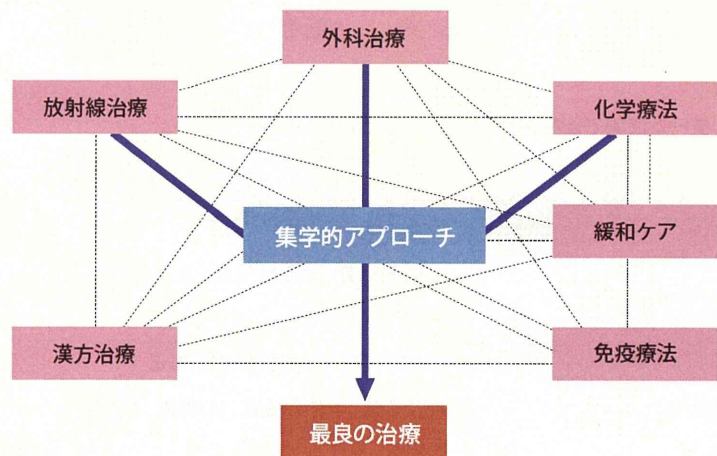 外科治療
放射線治療
化学療法
集学的アプローチ
緩和ケア
漢方治療
免疫療法
最良の治療